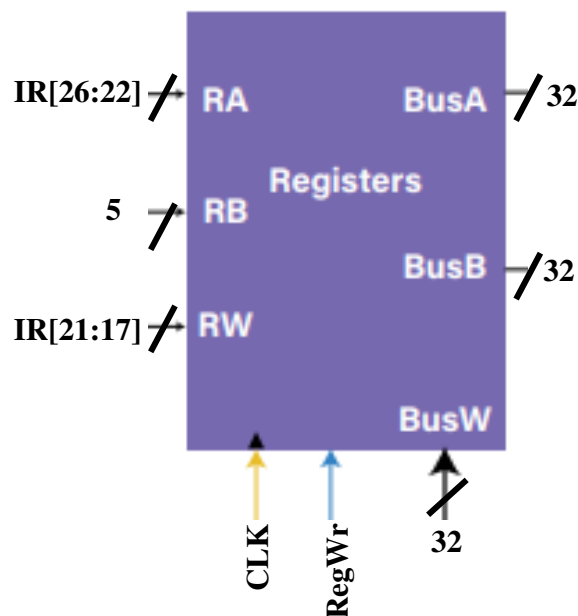 IR[26:22] RA BusA 32
Registers
5 RB
BusB 32
IR[21:17] RW
BusW
CLK
RegWr
32